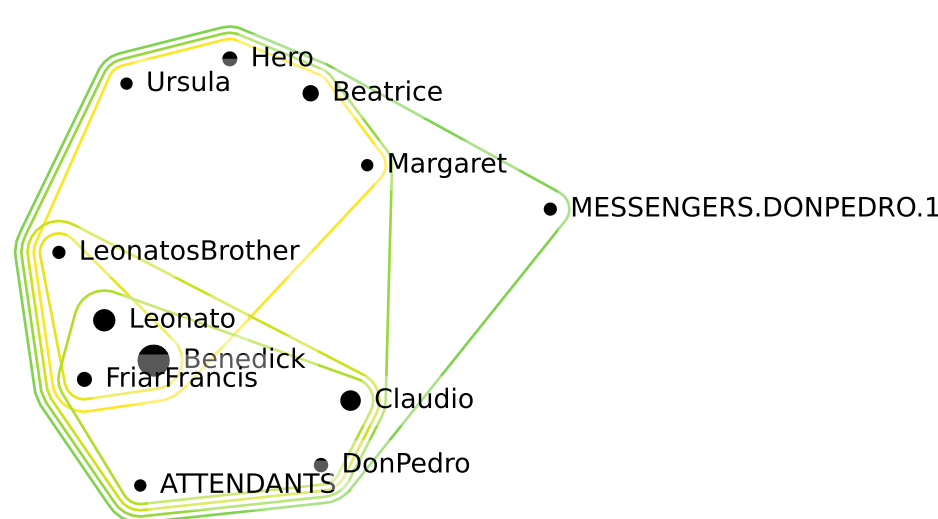 Hero
Ursula
Beatrice
Margaret
MESSENGERS.DONPEDRO.1
LeonatosBrother
Leonato
Benedick
FriarFrancis
Claudio
DonPedro
ATTENDANTS